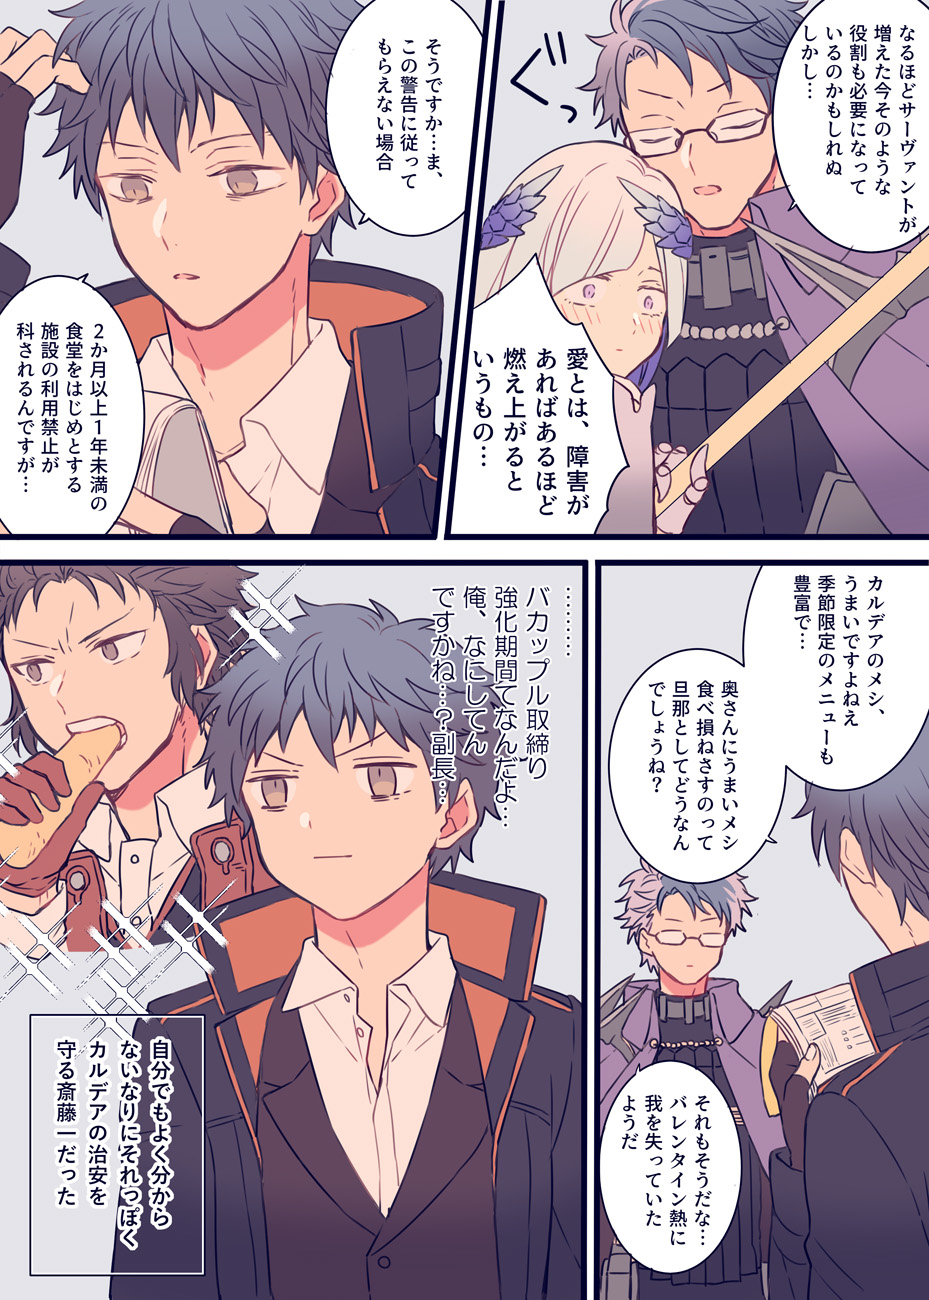 なるほどサーヴァントが
増えた今そのような
役割も必要になって
いるのかもしれぬ
しかし…
くっ
愛とは、障害が
あればあるほど
燃え上がると
いうもの…
そうですか…ま、
この警告に従って
もらえない場合
2か月以上1年未満の
食堂をはじめとする
施設の利用禁止が
科されるんですが…
カルデアのメシ、
うまいですよねえ
季節限定のメニューも
豊富で…
奥さんにうまいメシ
食べ損ねさすのって
旦那としてどうなん
でしょうね?
それもそうだな…
バレンタイン熱に
我を失っていた
ようだ
………
バカップル取締り
強化期間てなんだよ…
俺、なにしてん
ですかね…?副長…
自分でもよく分から
ないなりにそれっぽく
カルデアの治安を
守る斎藤一だった